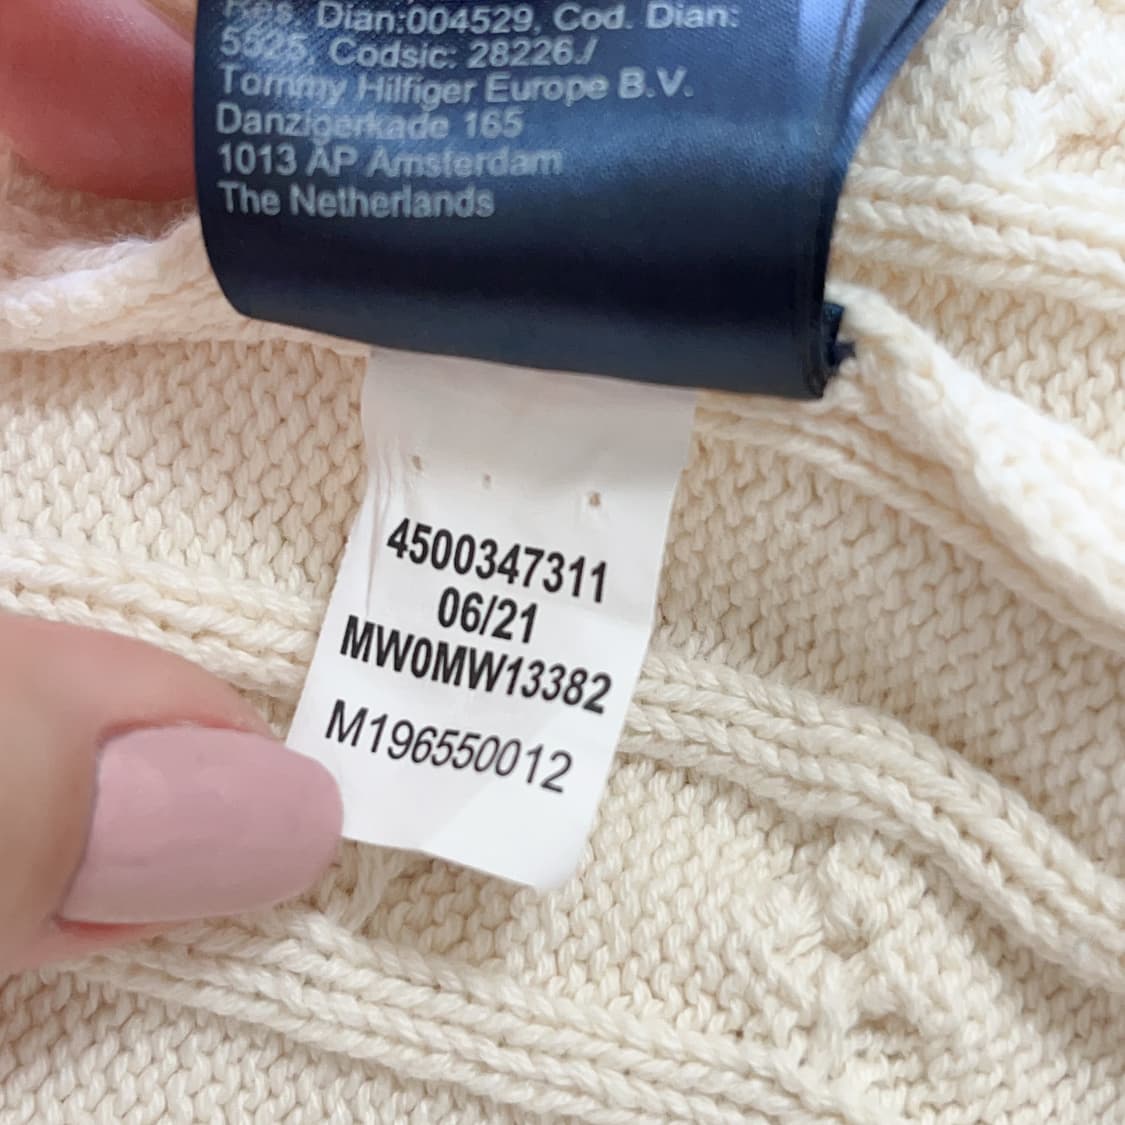 Res. Dian:004529, Cod. Dian:
5525, Codsic: 28226./
Tommy Hilfiger Europe B.V.
Danzigerkade 165
1013 AP Amsterdam
The Netherlands
4500347311
06/21
MW0MW13382
M196550012